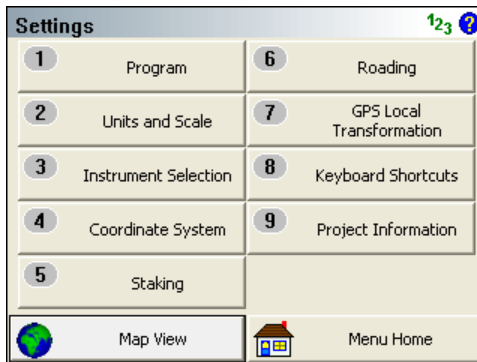 Settings 123 ?
1 Program
6 Roading
2 Units and Scale
7 GPS Local
Transformation
3 Instrument Selection
8 Keyboard Shortcuts
4 Coordinate System
9 Project Information
5 Staking
Map View
Menu Home